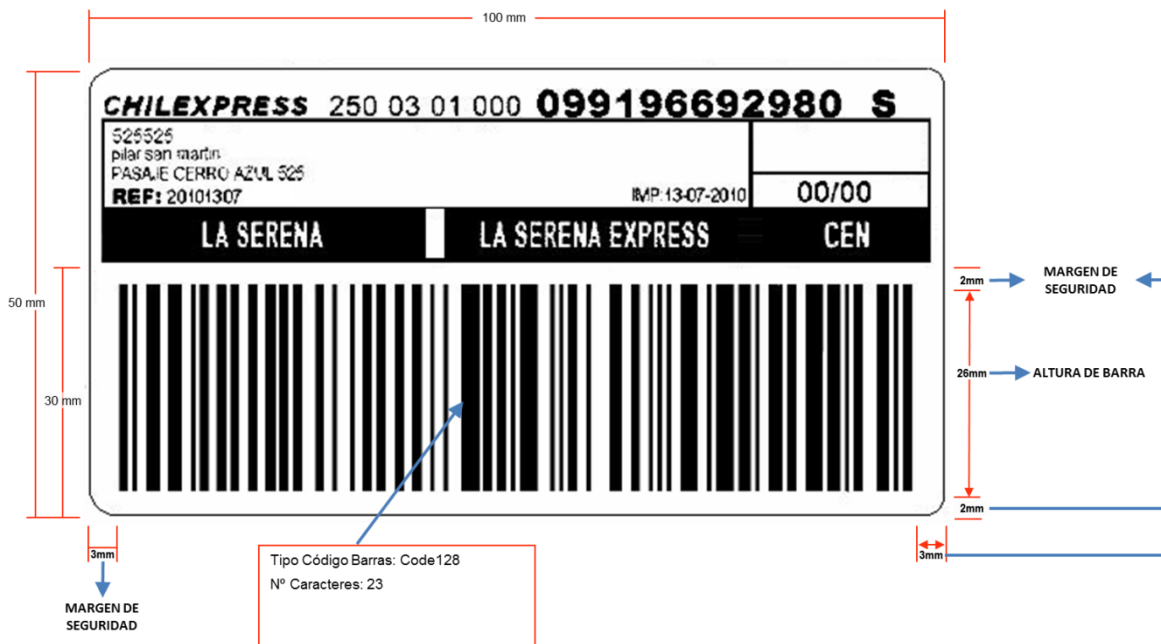 100 mm
CHILEXPRESS 250 03 01 000 099196692980 S
525525
pilar san martin
PASAJE CERRO AZUL 525
REF: 20101307 IMP:13-07-2010 00/00
LA SERENA LA SERENA EXPRESS CEN
2mm
MARGEN DE
SEGURIDAD
50 mm
26mm
ALTURA DE BARRA
30 mm
2mm
3mm
3mm
Tipo Código Barras: Code128
Nº Caracteres: 23
MARGEN DE
SEGURIDAD